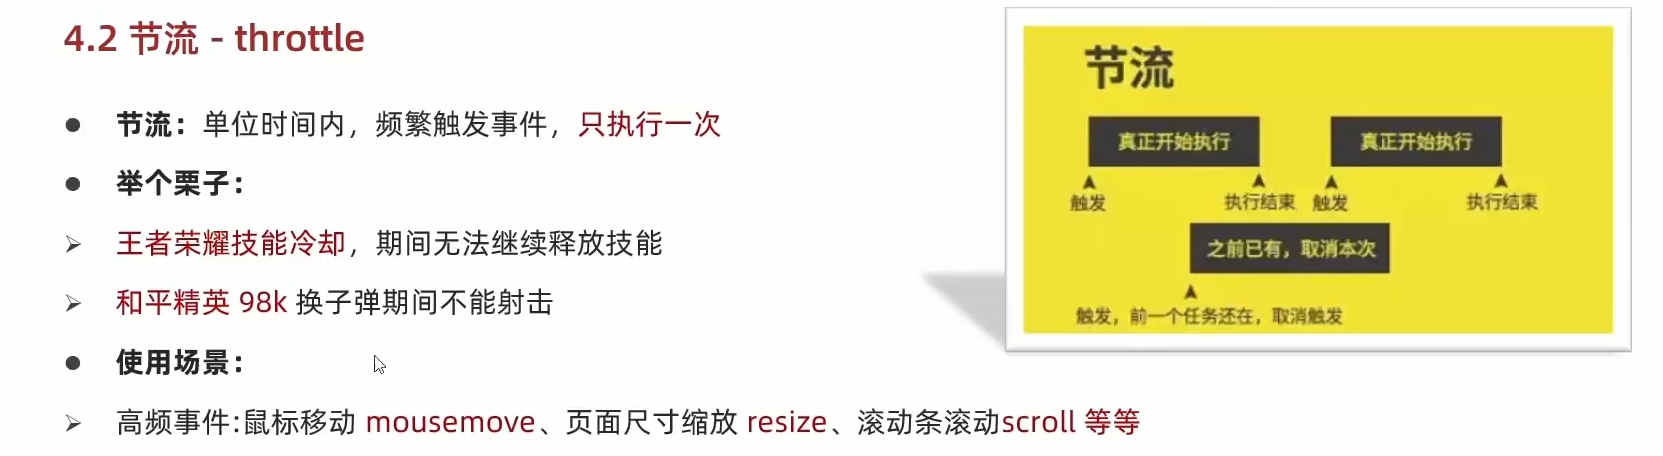 4.2 节流 - throttle
● 节流：单位时间内，频繁触发事件，只执行一次
● 举个栗子：
➢ 王者荣耀技能冷却，期间无法继续释放技能
➢ 和平精英 98k 换子弹期间不能射击
● 使用场景：
➢ 高频事件:鼠标移动 mousemove、页面尺寸缩放 resize、滚动条滚动scroll 等等
节流
真正开始执行 真正开始执行
触发 执行结束 触发 执行结束
之前已有，取消本次
触发，前一个任务还在，取消触发